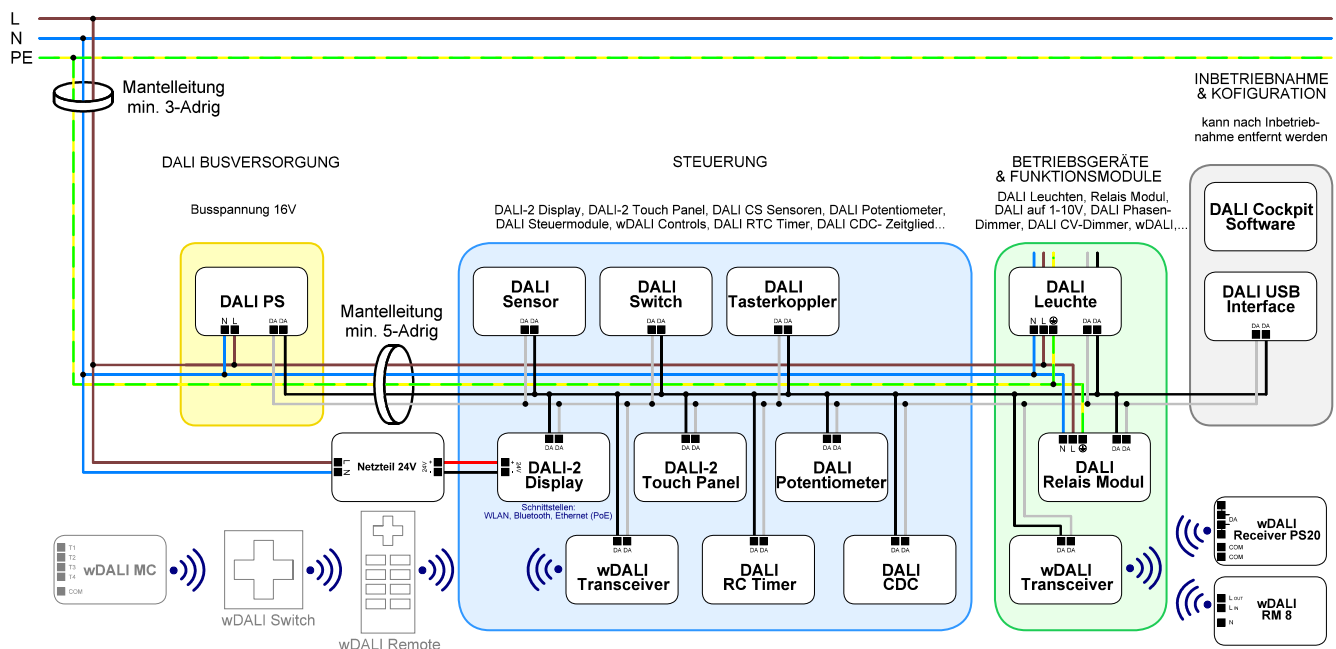 L
N
PE
Mantelleitung
min. 3-Adrig
INBETRIEBNAHME
& KOFIGURATION
kann nach Inbetrieb-
nahme entfernt werden
DALI BUSVERSORGUNG
Busspannung 16V
STEUERUNG
DALI-2 Display, DALI-2 Touch Panel, DALI CS Sensoren, DALI Potentiometer,
DALI Steuermodule, wDALI Controls, DALI RTC Timer, DALI CDC- Zeitglied...
BETRIEBSGERÄTE
& FUNKTIONSMODULE
DALI Leuchten, Relais Modul,
DALI auf 1-10V, DALI Phasen-
Dimmer, DALI CV-Dimmer, wDALI,...
DALI Cockpit
Software
DALI USB
Interface
DA DA
DALI PS
N L DA DA
Mantelleitung
min. 5-Adrig
DALI
Sensor
DA DA
DALI
Switch
DA DA
DALI
Tasterkoppler
DA DA
DALI
Leuchte
N L DA DA
Netzteil 24V
L
N
24V
+
-
+
-
24V
DA DA
DALI-2
Display
Schnittstellen:
WLAN, Bluetooth, Ethernet (PoE)
DA DA
DALI-2
Touch Panel
DA DA
DALI
Potentiometer
N L DA DA
DALI
Relais Modul
T1
T2
T3
T4
COM
wDALI MC
wDALI Switch
wDALI Remote
DA DA
wDALI
Transceiver
DA DA
DALI
RC Timer
DA DA
DALI
CDC
DA DA
wDALI
Transceiver
DA
COM
COM
wDALI
Receiver PS20
L OUT
L IN
N
wDALI
RM 8